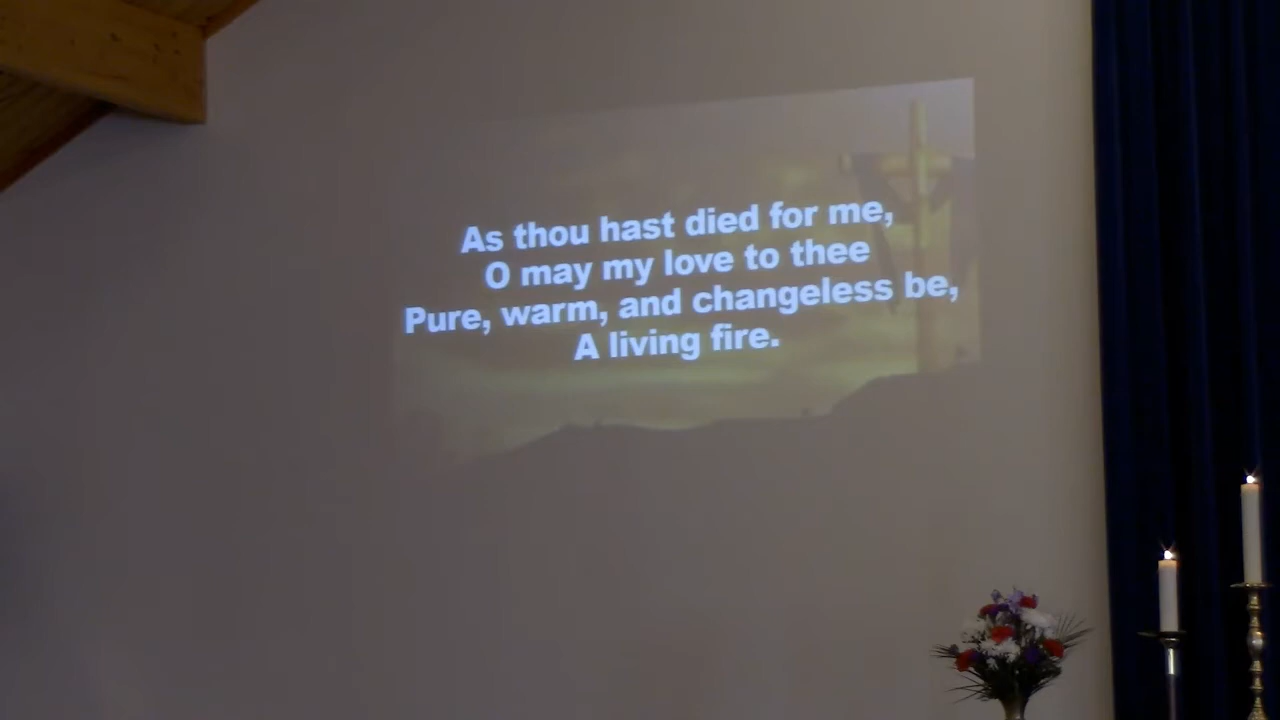 As thou hast died for me,
O may my love to thee
Pure, warm, and changeless be,
A living fire.